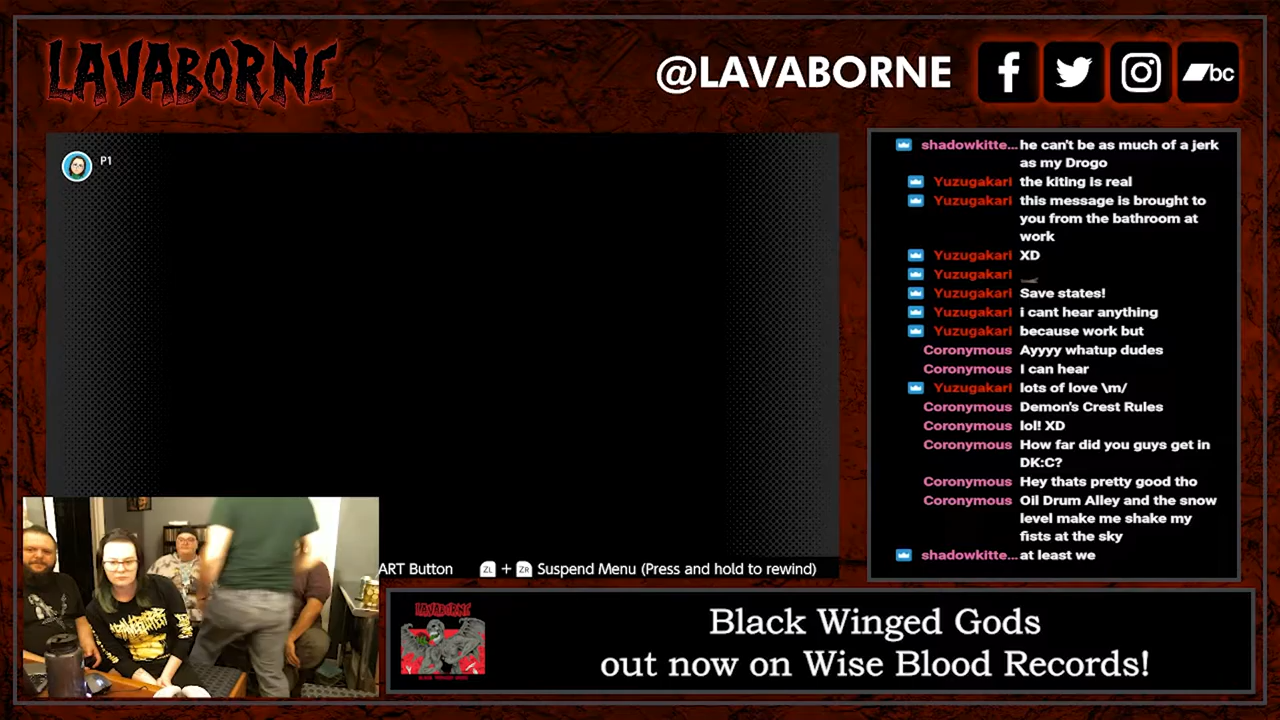 LAVABORNE
@LAVABORNE
bc
P1
shadowkitte... he can't be as much of a jerk
as my Drogo
Yuzugakari the kiting is real
Yuzugakari this message is brought to
you from the bathroom at
work
Yuzugakari XD
Yuzugakari
Yuzugakari Save states!
Yuzugakari i cant hear anything
Yuzugakari because work but
Coronymous Ayyyy whatup dudes
Coronymous I can hear
Yuzugakari lots of love \m/
Coronymous Demon's Crest Rules
Coronymous lol! XD
Coronymous How far did you guys get in
DK:C?
Coronymous Hey thats pretty good tho
Coronymous Oil Drum Alley and the snow
level make me shake my
fists at the sky
shadowkitte... at least we
ART Button ZL + ZR Suspend Menu (Press and hold to rewind)
LAVABORNE
Black Winged Gods
out now on Wise Blood Records!